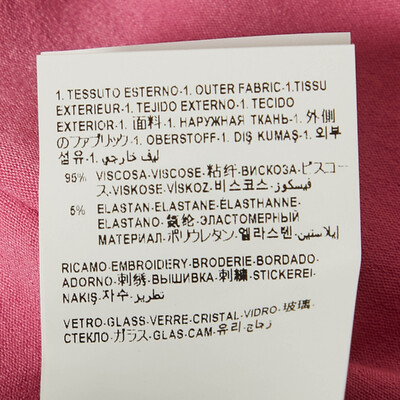 1. TESSUTO ESTERNO-1. OUTER FABRIC-1.TISSU
EXTERIEUR-1. TEJIDO EXTERNO-1. TECIDO
EXTERIOR-1. 面料-1. НАРУЖНАЯ ТКАНЬ-1. 外側
のファブリック-1. OBERSTOFF-1. DIŞ KUMAŞ-1. 외부
섬유-1. ليف خارجي
95% VISCOSA-VISCOSE-粘纤-ВИСКОЗА-ビスコー
ス-VISKOSE-VİSKOZ-비스코스-فيسكوز
5% ELASTAN-ELASTANE-ELASTHANNE-
ELASTANO-氨纶-ЭЛАСТОМЕРНЫЙ
МАТЕРИАЛ-ポリウレタン-엘라스텐-إيلاستين
RICAMO-EMBROIDERY-BRODERIE-BORDADO-
ADORNO-刺绣-ВЫШИВКА-刺繍-STICKEREI-
NAKIŞ-자수-تطريز
VETRO-GLASS-VERRE-CRISTAL-VIDRO-玻璃-
СТЕКЛО-ガラス-GLAS-CAM-유리-زجاج